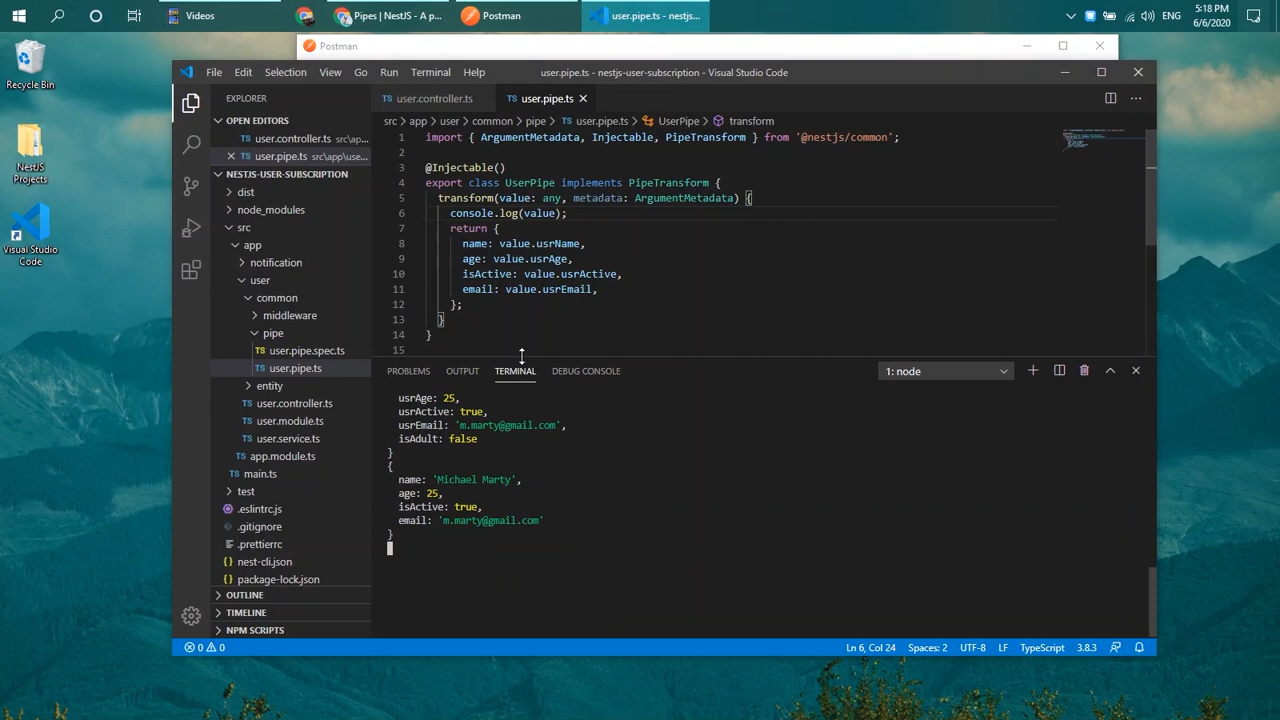 Videos
Pipes | NestJS - A p...
Postman
user.pipe.ts - nestjs...
ENG
5:18 PM
6/6/2020
Recycle Bin
NestJS
Projects
Visual Studio
Code
Postman
File Edit Selection View Go Run Terminal Help
user.pipe.ts - nestjs-user-subscription - Visual Studio Code
EXPLORER
OPEN EDITORS
TS user.controller.ts src\ap...
TS user.pipe.ts src\app\use...
NESTJS-USER-SUBSCRIPTION
dist
node_modules
src
app
notification
user
common
middleware
pipe
TS user.pipe.spec.ts
TS user.pipe.ts
entity
TS user.controller.ts
TS user.module.ts
TS user.service.ts
TS app.module.ts
TS main.ts
test
.eslintrc.js
.gitignore
.prettierrc
{} nest-cli.json
{} package-lock.json
OUTLINE
TIMELINE
NPM SCRIPTS
TS user.controller.ts
TS user.pipe.ts
src > app > user > common > pipe > TS user.pipe.ts > UserPipe > transform
1 import { ArgumentMetadata, Injectable, PipeTransform } from '@nestjs/common';
2
3 @Injectable()
4 export class UserPipe implements PipeTransform {
5 transform(value: any, metadata: ArgumentMetadata) {
6 console.log(value);
7 return {
8 name: value.usrName,
9 age: value.usrAge,
10 isActive: value.usrActive,
11 email: value.usrEmail,
12 };
13 }
14 }
15
PROBLEMS OUTPUT TERMINAL DEBUG CONSOLE
1: node
usrAge: 25,
usrActive: true,
usrEmail: 'm.marty@gmail.com',
isAdult: false
}
{
name: 'Michael Marty',
age: 25,
isActive: true,
email: 'm.marty@gmail.com'
}
0 0
Ln 6, Col 24 Spaces: 2 UTF-8 LF TypeScript 3.8.3